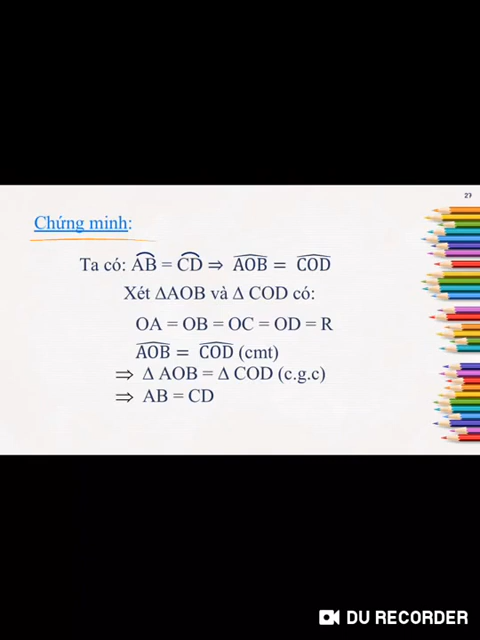 27
Chứng minh:
Ta có: AB = CD ⇒ AOB = COD
Xét ΔAOB và Δ COD có:
OA = OB = OC = OD = R
AOB = COD (cmt)
⇒ Δ AOB = Δ COD (c.g.c)
⇒ AB = CD
DU RECORDER